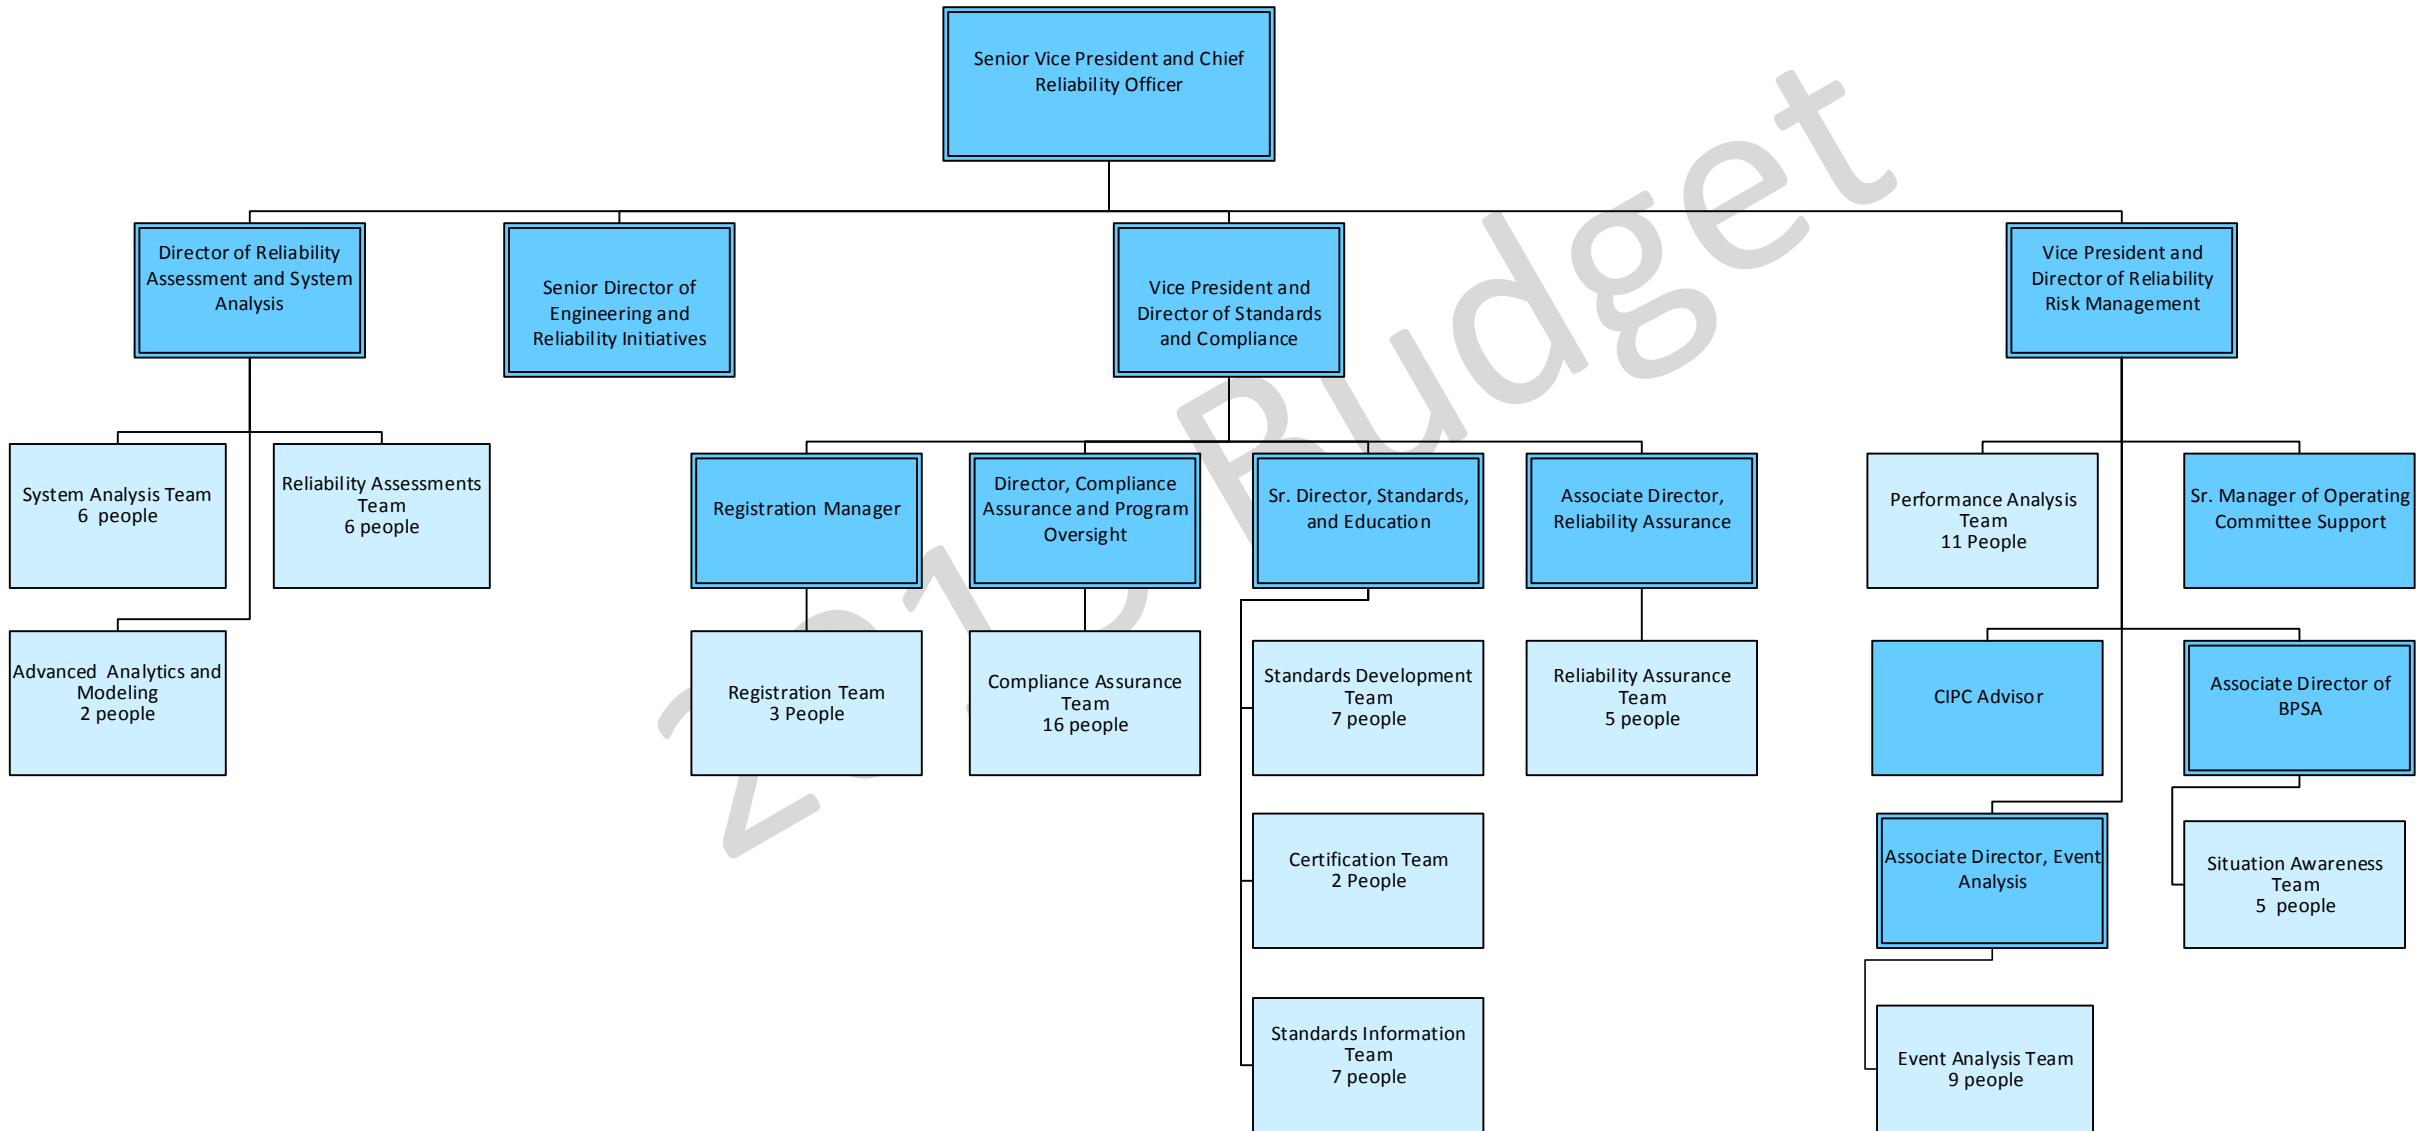 Senior Vice President and Chief
Reliability Officer
Director of Reliability
Assessment and System
Analysis
Senior Director of
Engineering and
Reliability Initiatives
Vice President and
Director of Standards
and Compliance
Vice President and
Director of Reliability
Risk Management
System Analysis Team
6 people
Reliability Assessments
Team
6 people
Registration Manager
Director, Compliance
Assurance and Program
Oversight
Sr. Director, Standards,
and Education
Associate Director,
Reliability Assurance
Performance Analysis
Team
11 People
Sr. Manager of Operating
Committee Support
Advanced Analytics and
Modeling
2 people
Registration Team
3 People
Compliance Assurance
Team
16 people
Standards Development
Team
7 people
Reliability Assurance
Team
5 people
CIPC Advisor
Associate Director of
BPSA
Certification Team
2 People
Associate Director, Event
Analysis
Situation Awareness
Team
5 people
Standards Information
Team
7 people
Event Analysis Team
9 people
Budget